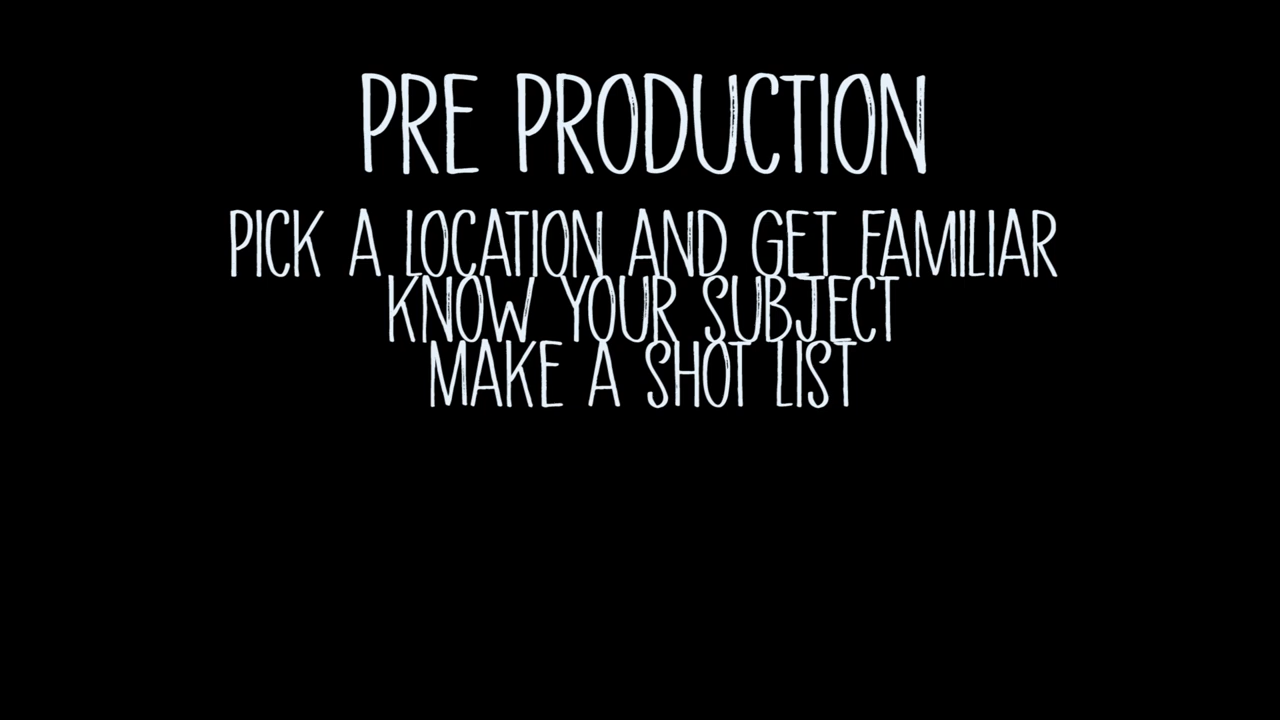 PRE PRODUCTION
PICK A LOCATION AND GET FAMILIAR
KNOW YOUR SUBJECT
MAKE A SHOT LIST